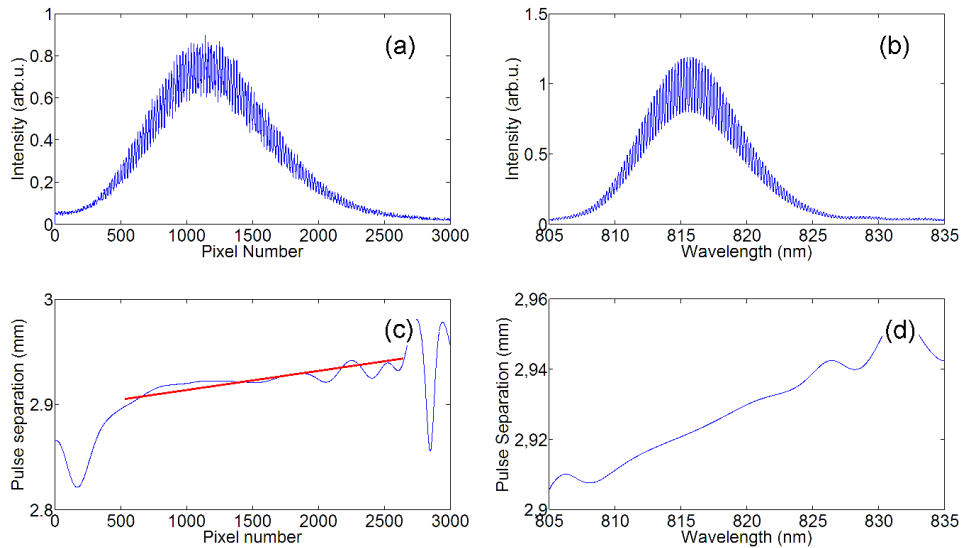 1
0.8
0.6
0.4
0.2
0
Intensity (arb.u.)
(a)
0 500 1000 1500 2000 2500 3000
Pixel Number
1.5
1
0.5
0
Intensity (arb.u.)
(b)
805 810 815 820 825 830 835
Wavelength (nm)
3
2.9
2.8
Pulse separation (mm)
(c)
0 500 1000 1500 2000 2500 3000
Pixel number
2,96
2,94
2,92
2,9
Pulse Separation (mm)
(d)
805 810 815 820 825 830 835
Wavelength (nm)